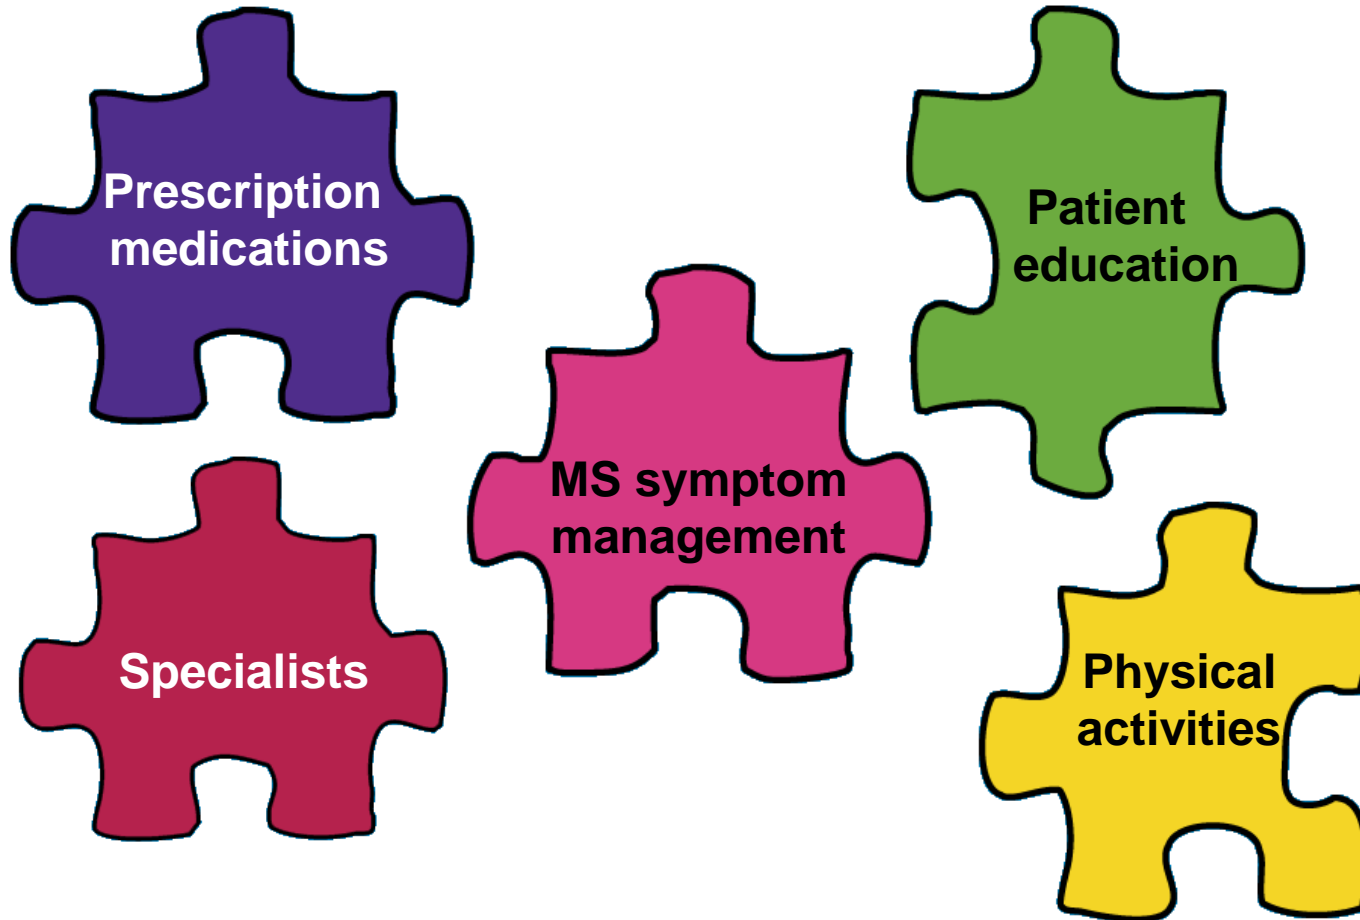 Prescription
medications
Patient
education
MS symptom
management
Specialists
Physical
activities